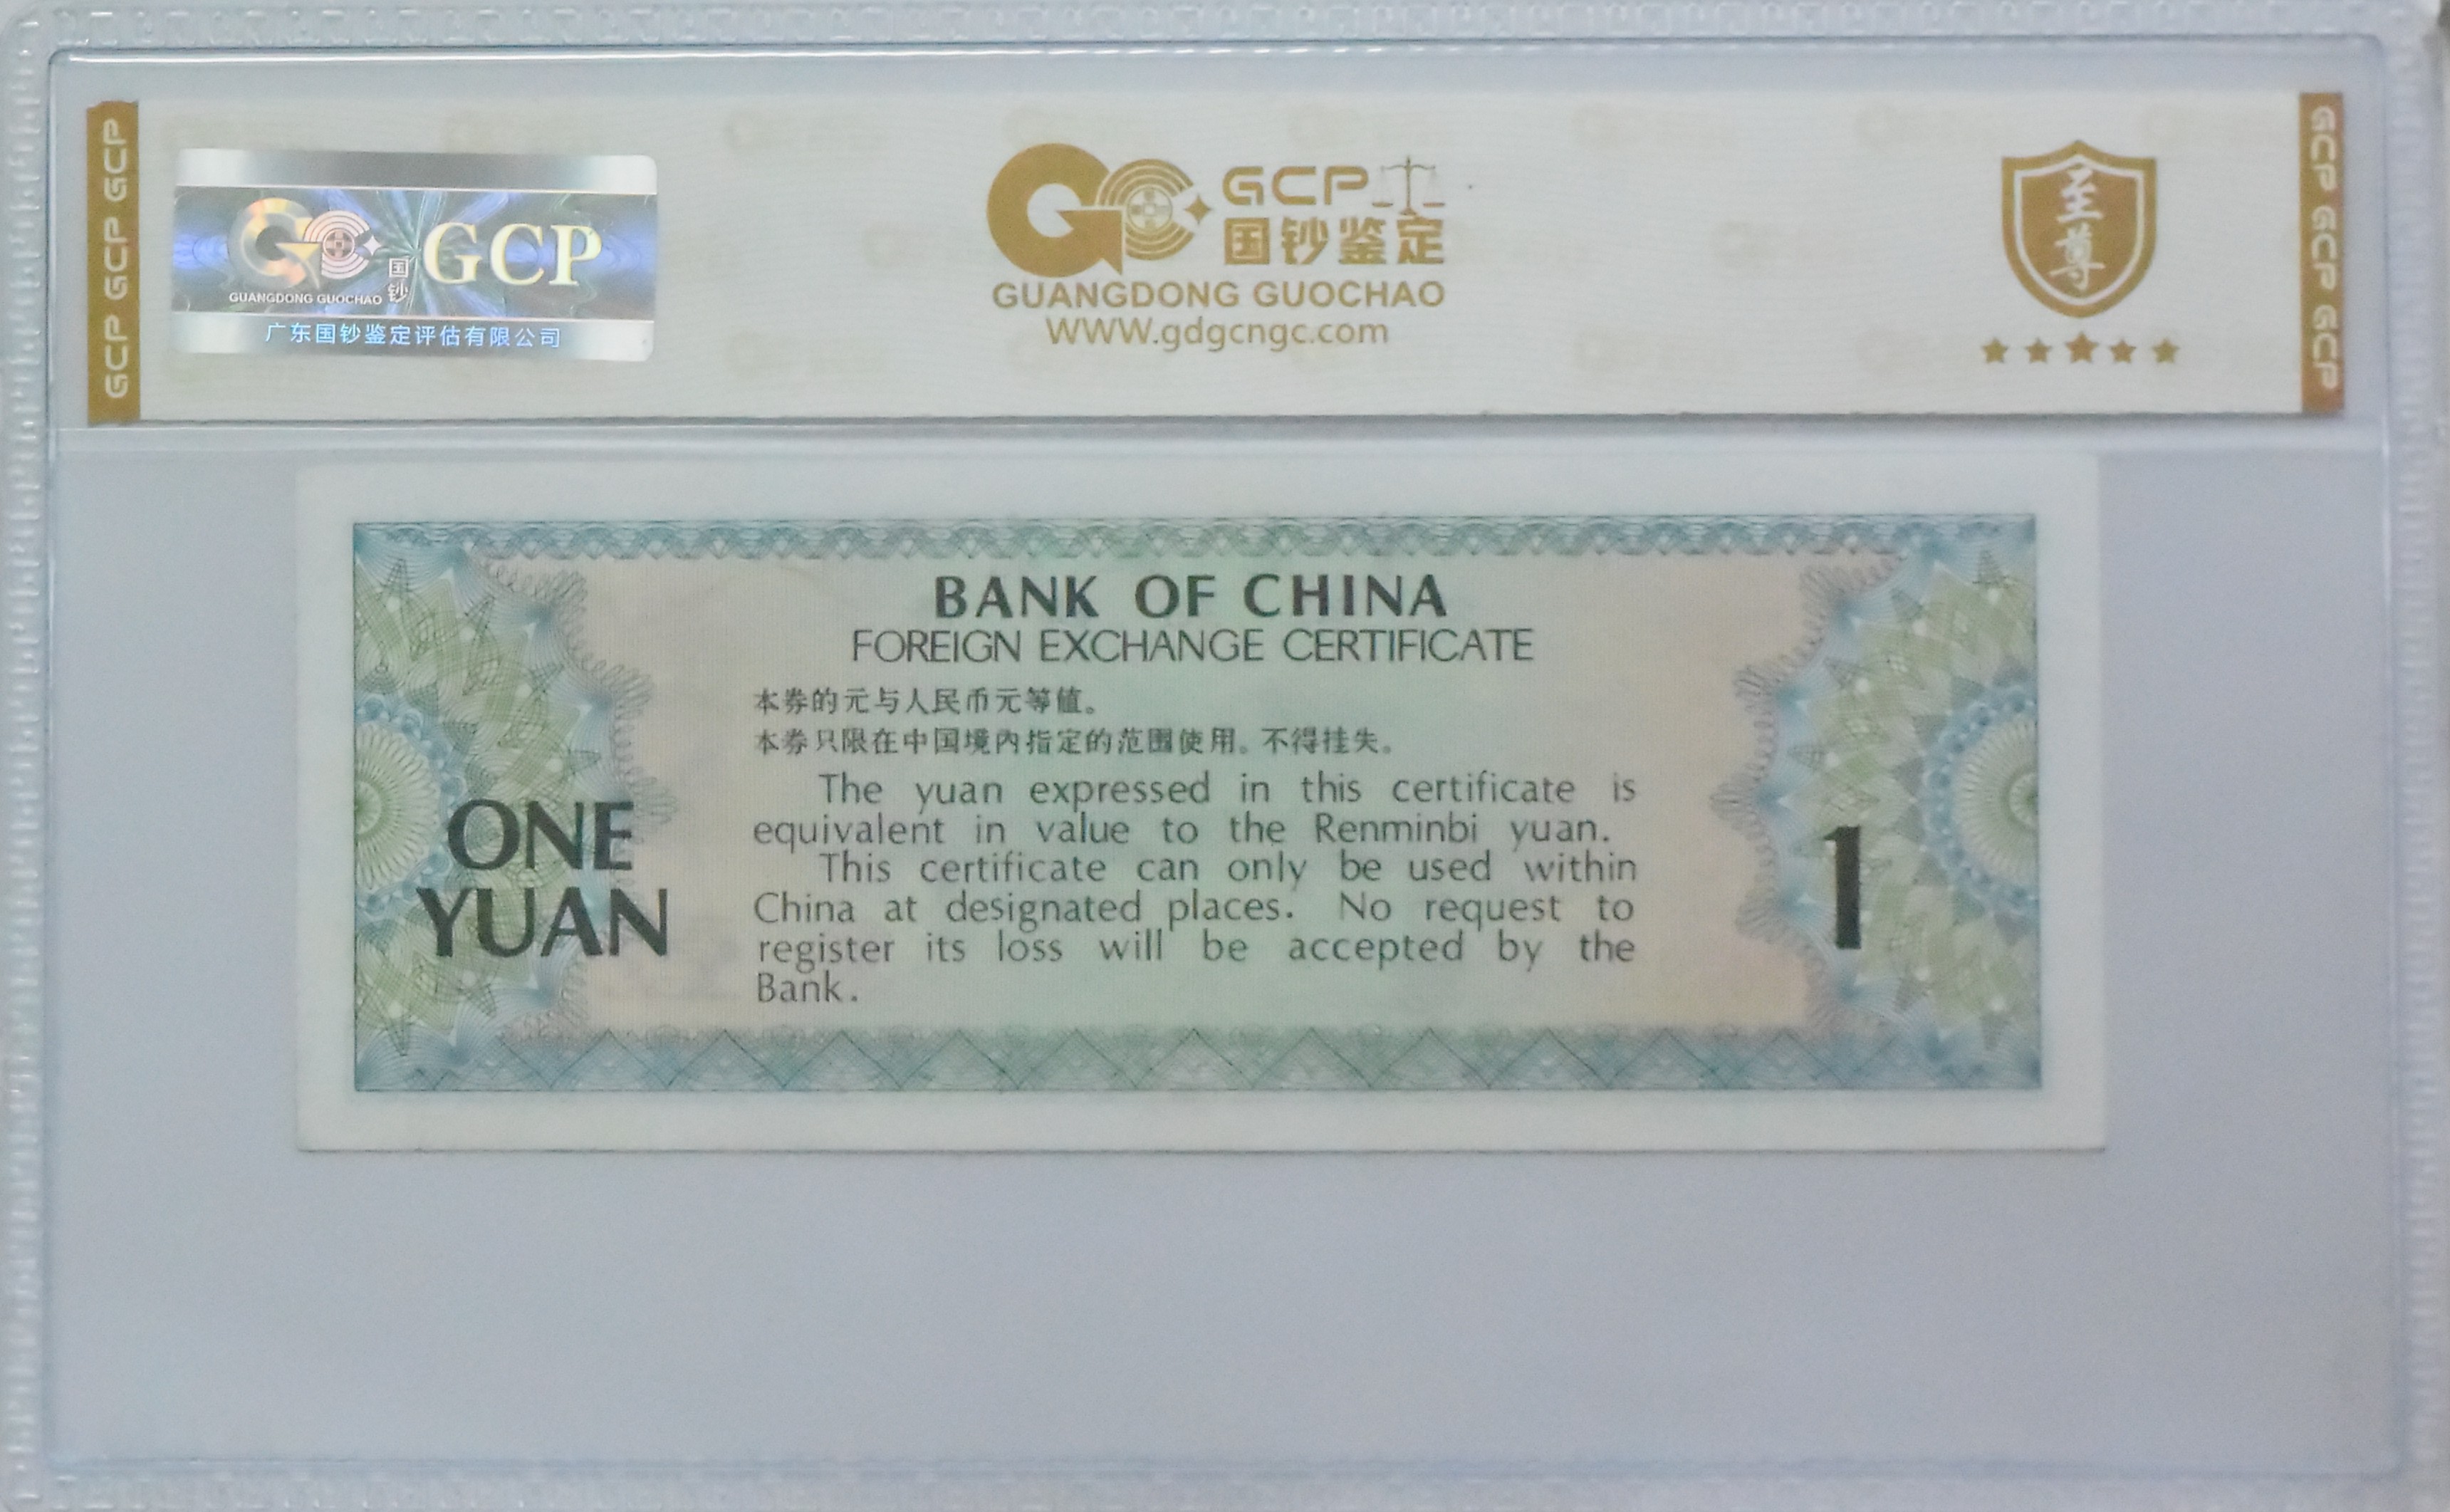 GCP GCP GCP GCP
GCP
国钞
GUANGDONG GUOCHAO
广东国钞鉴定评估有限公司
GCP
国钞鉴定
GUANGDONG GUOCHAO
WWW.gdgcngc.com
至尊
GCP GCP GCP GCP
BANK OF CHINA
FOREIGN EXCHANGE CERTIFICATE
本券的元与人民币元等值。
本券只限在中国境内指定的范围使用。不得挂失。
The yuan expressed in this certificate is
equivalent in value to the Renminbi yuan.
This certificate can only be used within
China at designated places. No request to
register its loss will be accepted by the
Bank.
ONE
YUAN
1